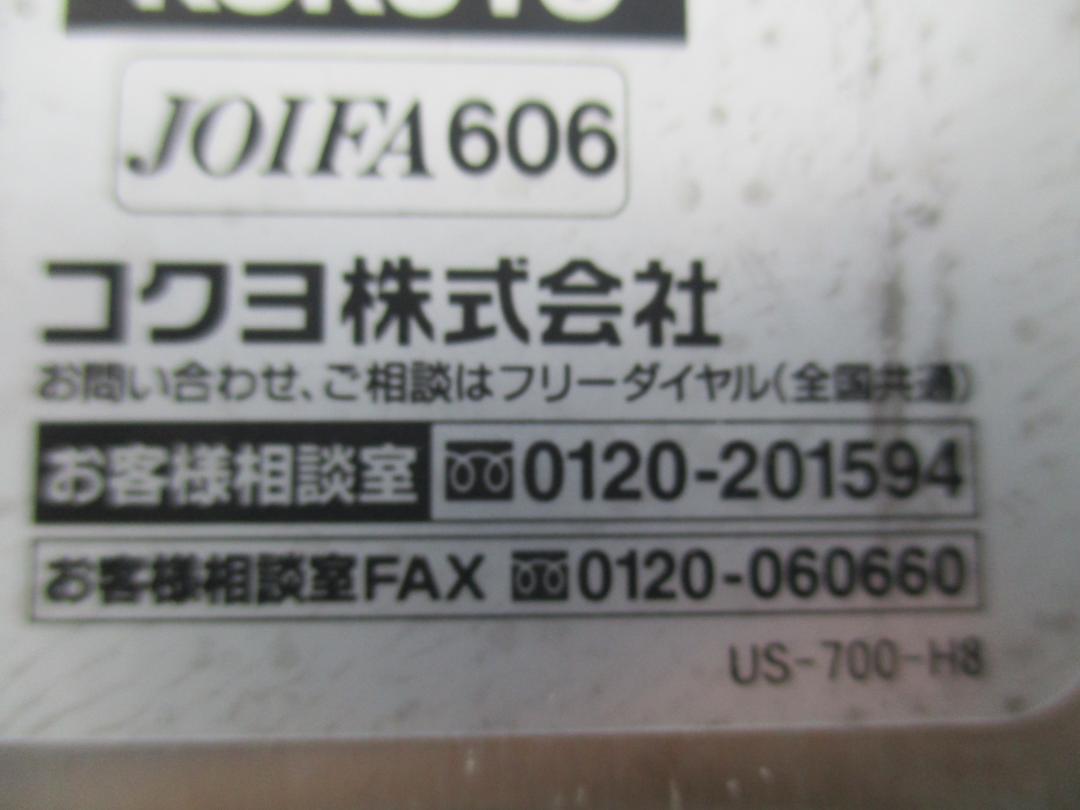 KOKUYO
JOIFA606
コクヨ株式会社
お問い合わせ、ご相談はフリーダイヤル(全国共通)
お客様相談室 0120-201594
お客様相談室FAX 0120-060660
US-700-H8